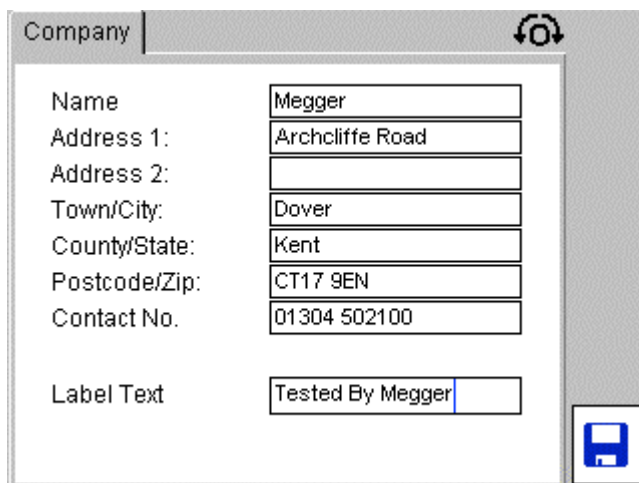 Company
Name Megger
Address 1: Archcliffe Road
Address 2:
Town/City: Dover
County/State: Kent
Postcode/Zip: CT17 9EN
Contact No. 01304 502100
Label Text Tested By Megger